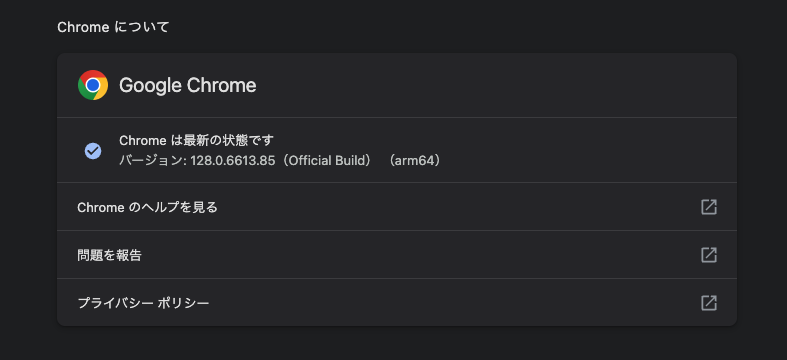 Chrome について
Google Chrome
Chrome は最新の状態です
バージョン: 128.0.6613.85（Official Build） （arm64）
Chrome のヘルプを見る
問題を報告
プライバシー ポリシー